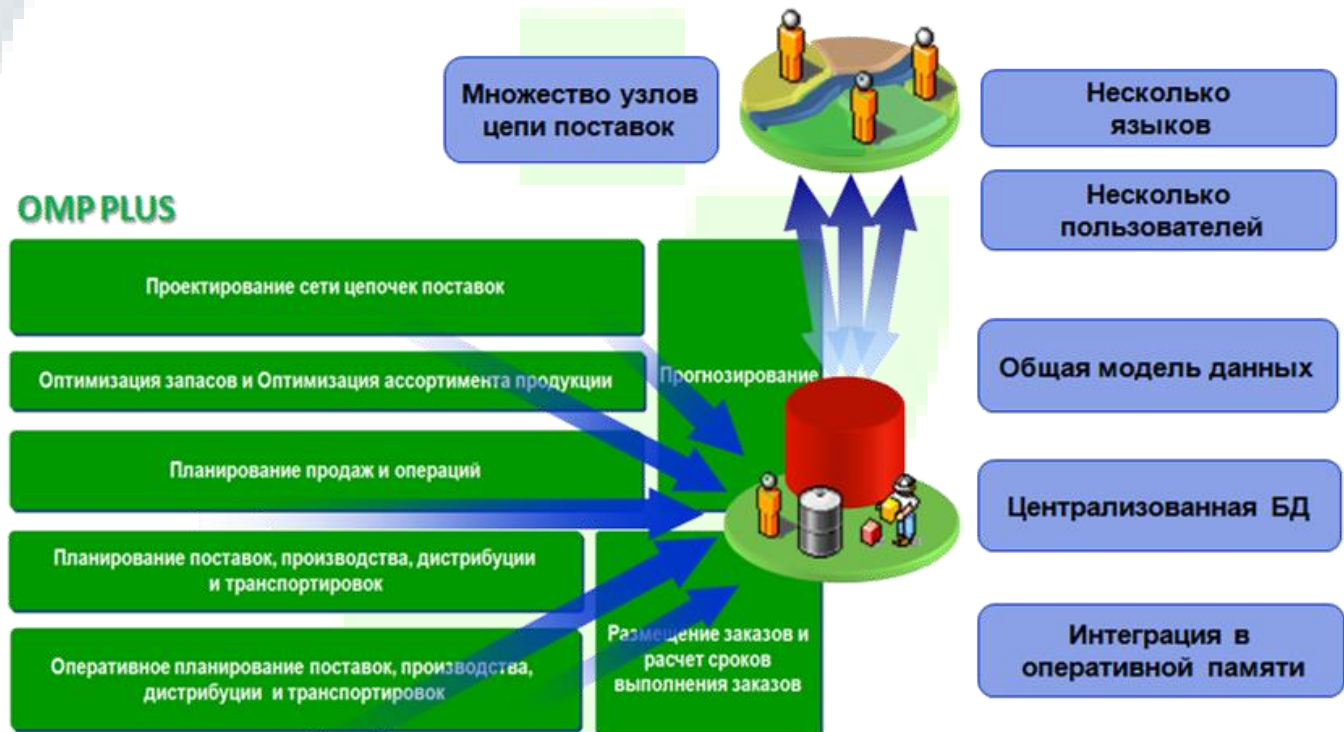 Множество узлов
цепи поставок
Несколько
языков
Несколько
пользователей
OMP PLUS
Проектирование сети цепочек поставок
Оптимизация запасов и Оптимизация ассортимента продукции
Прогнозирование
Общая модель данных
Планирование продаж и операций
Централизованная БД
Планирование поставок, производства, дистрибуции
и транспортировок
Оперативное планирование поставок, производства,
дистрибуции и транспортировок
Размещение заказов и
расчет сроков
выполнения заказов
Интеграция в
оперативной памяти